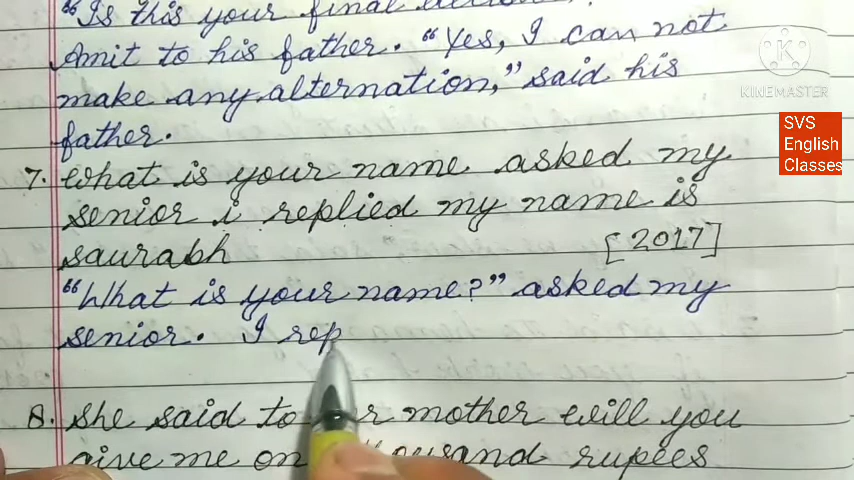 "Is this your final
Amit to his father. "Yes, I can not
make any alternation," said his
father.
7. What is your name asked my
senior i replied my name is
saurabh [2017]
"What is your name?" asked my
senior. I rep
8. She said to mother will you
give me thousand rupees
KINEMASTER
SVS
English
Classes